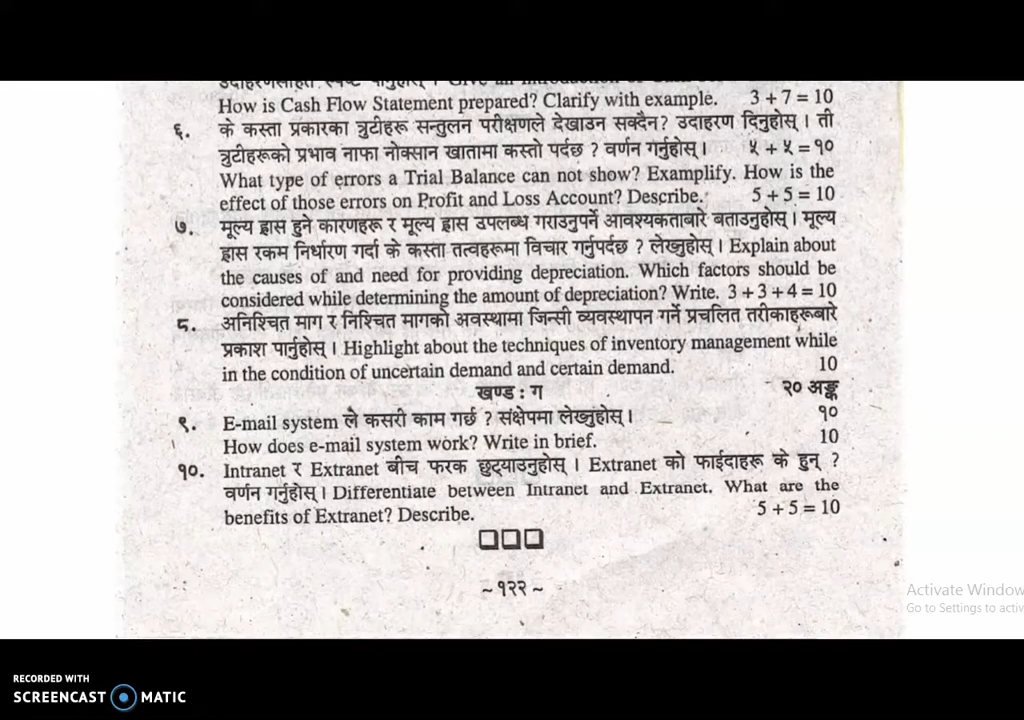 How is Cash Flow Statement prepared? Clarify with example. 3 + 7 = 10
६. के कस्ता प्रकारका त्रुटीहरू सन्तुलन परीक्षणले देखाउन सक्दैन? उदाहरण दिनुहोस् । ती
त्रुटीहरूको प्रभाव नाफा नोक्सान खातामा कस्तो पर्दछ ? वर्णन गर्नुहोस् । ५ + ५ = १०
What type of errors a Trial Balance can not show? Examplify. How is the
effect of those errors on Profit and Loss Account? Describe. 5 + 5 = 10
७. मूल्य ह्रास हुने कारणहरू र मूल्य ह्रास उपलब्ध गराउनुपर्ने आवश्यकताबारे बताउनुहोस् । मूल्य
ह्रास रकम निर्धारण गर्दा के कस्ता तत्वहरूमा विचार गर्नुपर्दछ ? लेख्नुहोस् । Explain about
the causes of and need for providing depreciation. Which factors should be
considered while determining the amount of depreciation? Write. 3 + 3 + 4 = 10
८. अनिश्चित माग र निश्चित मागको अवस्थामा जिन्सी व्यवस्थापन गर्ने प्रचलित तरीकाहरूबारे
प्रकाश पार्नुहोस् । Highlight about the techniques of inventory management while
in the condition of uncertain demand and certain demand. 10
खण्ड : ग २० अङ्क
९. E-mail system ले कसरी काम गर्छ ? संक्षेपमा लेख्नुहोस् । १०
How does e-mail system work? Write in brief. 10
१०. Intranet र Extranet बीच फरक छुट्याउनुहोस् । Extranet को फाईदाहरू के हुन् ?
वर्णन गर्नुहोस् । Differentiate between Intranet and Extranet. What are the
benefits of Extranet? Describe. 5 + 5 = 10
~ १२२ ~
Activate Window
Go to Settings to activ
RECORDED WITH
SCREENCAST MATIC